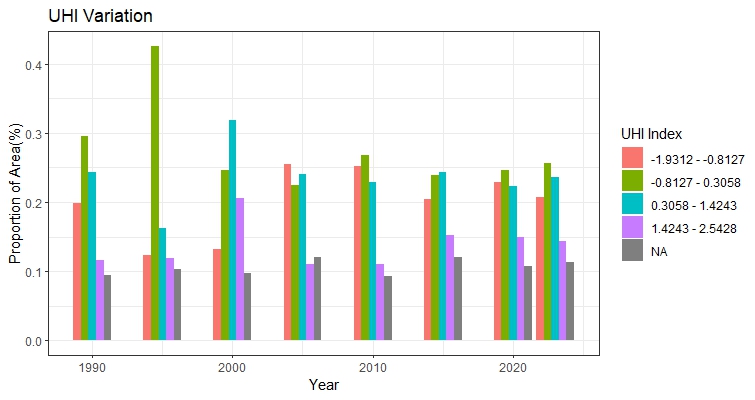 UHI Variation
0.4
0.3
0.2
0.1
0.0
Proportion of Area(%)
1990
2000
2010
2020
Year
UHI Index
-1.9312 - -0.8127
-0.8127 - 0.3058
0.3058 - 1.4243
1.4243 - 2.5428
NA